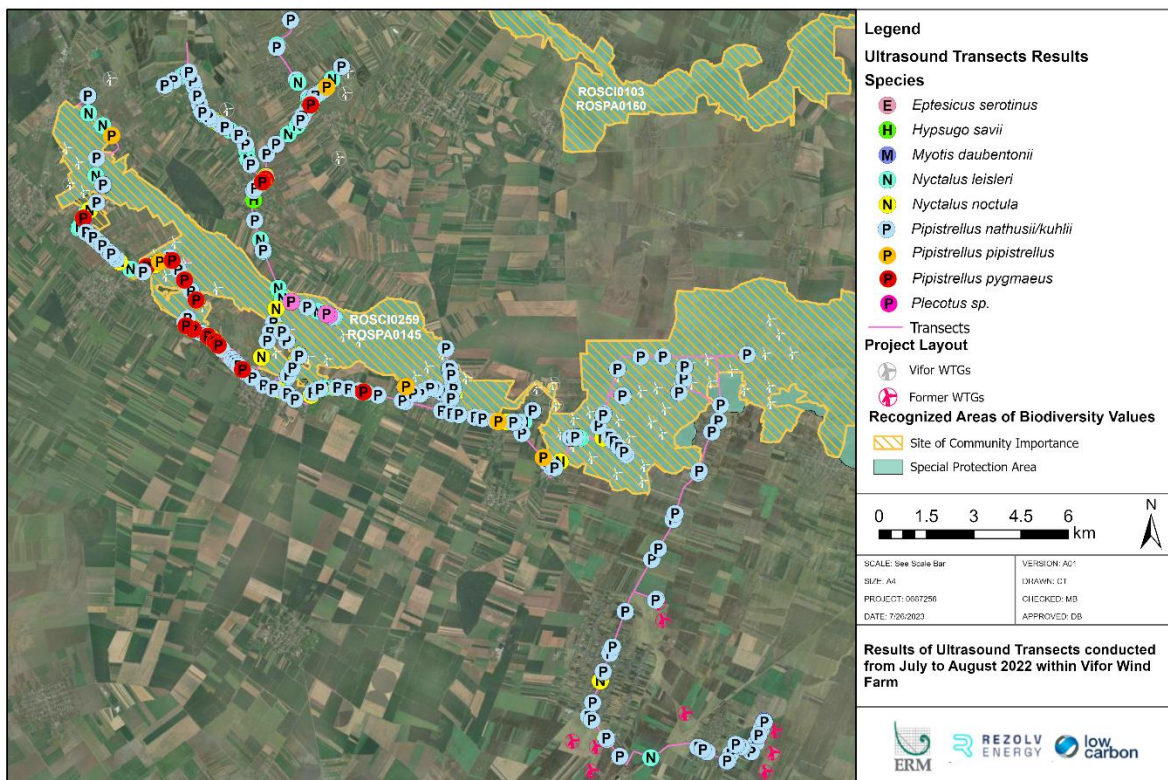 ROSCI0103
ROSPA0160
ROSCI0259
ROSPA0145
Legend
Ultrasound Transects Results
Species
E Eptesicus serotinus
H Hypsugo savii
M Myotis daubentonii
N Nyctalus leisleri
N Nyctalus noctula
P Pipistrellus nathusii/kuhlii
P Pipistrellus pipistrellus
P Pipistrellus pygmaeus
P Plecotus sp.
Transects
Project Layout
Vifor WTGs
Former WTGs
Recognized Areas of Biodiversity Values
Site of Community Importance
Special Protection Area
0 1.5 3 4.5 6
km
N
SCALE: See Scale Bar
VERSION: A01
SIZE: A4
DRAWN: CT
PROJECT: 0667256
CHECKED: MB
DATE: 7/26/2023
APPROVED: DB
Results of Ultrasound Transects conducted
from July to August 2022 within Vifor Wind
Farm
ERM
REZOLV
ENERGY
low
carbon